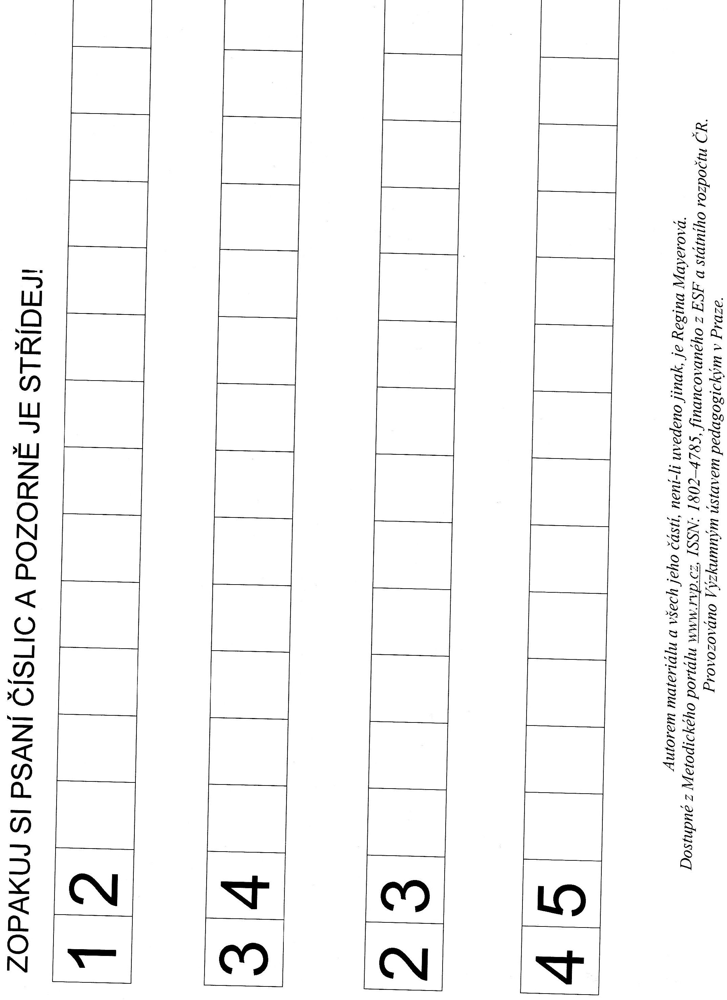 ZOPAKUJ SI PSANÍ ČÍSLIC A POZORNĚ JE STŘÍDEJ!
1 2
3 4
2 3
4 5
Autorem materiálu a všech jeho částí, není-li uvedeno jinak, je Regina Mayerová.
Dostupné z Metodického portálu www.rvp.cz, ISSN: 1802–4785, financovaného z ESF a státního rozpočtu ČR.
Provozováno Výzkumným ústavem pedagogickým v Praze.